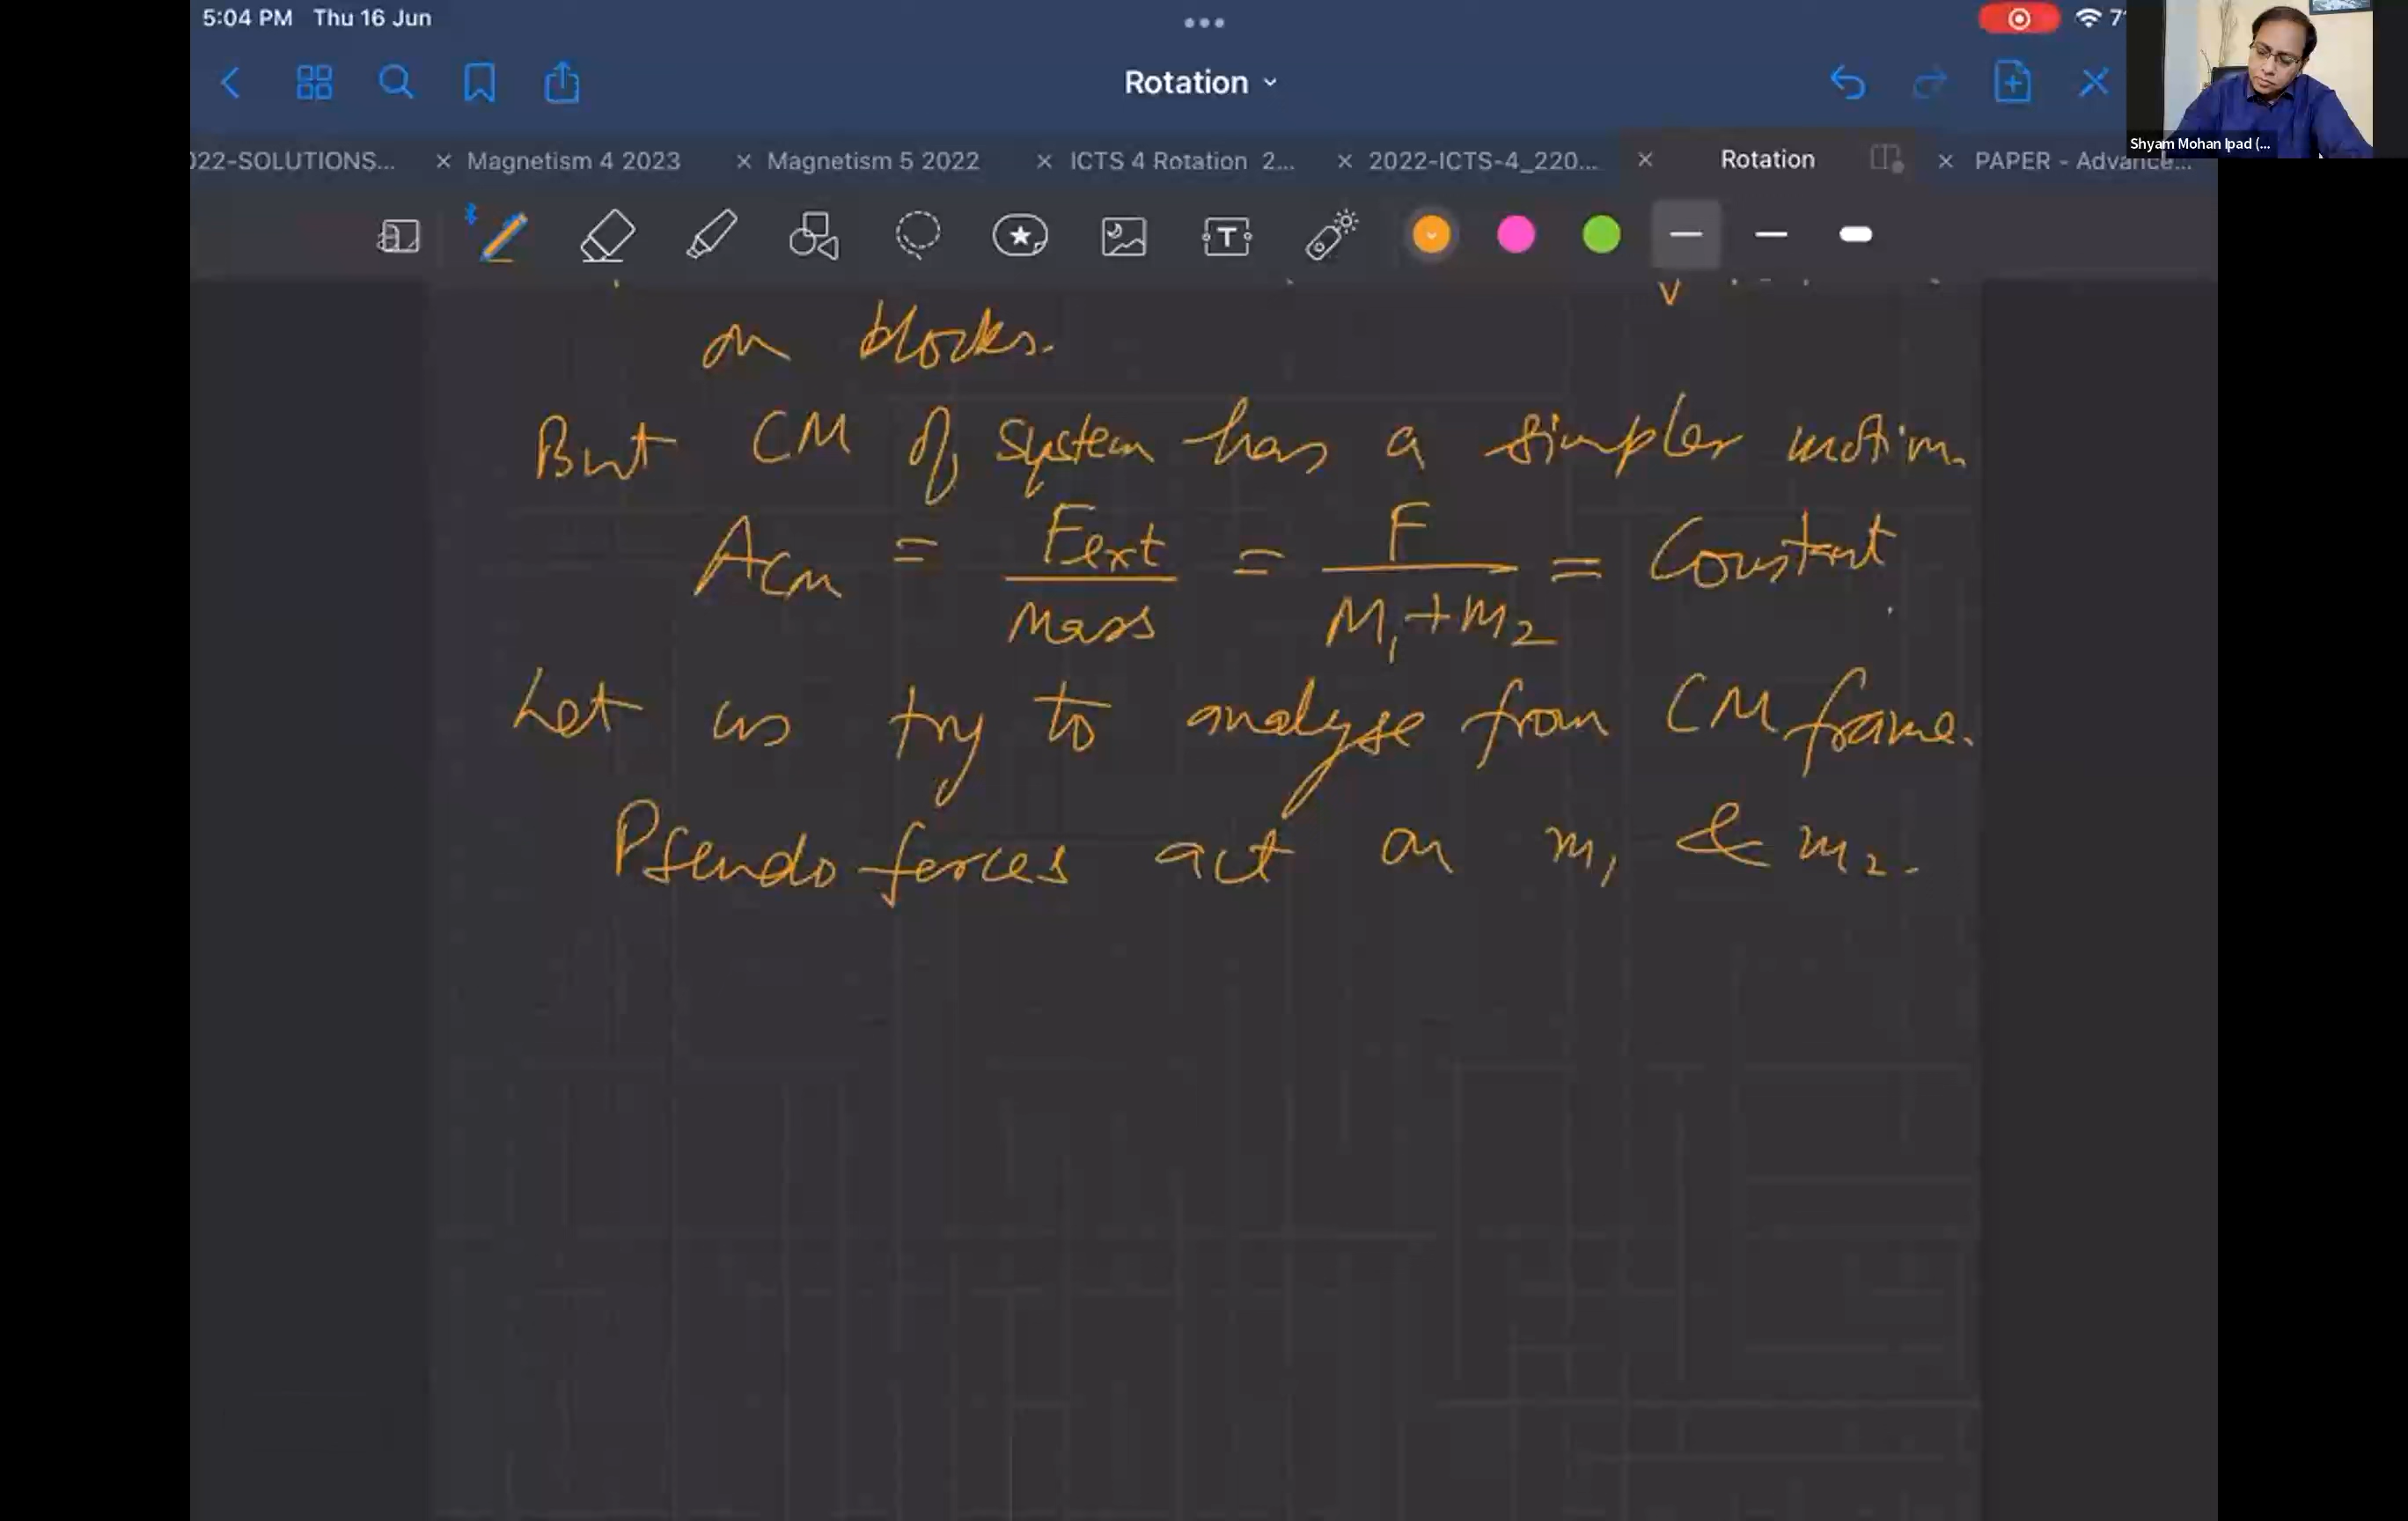 5:04 PM Thu 16 Jun
Rotation
022-SOLUTIONS...
Magnetism 4 2023
Magnetism 5 2022
ICTS 4 Rotation 2...
2022-ICTS-4_220...
Rotation
PAPER - Advance...
Shyam Mohan Ipad (...
on blocks.
But CM of system has a simpler motion.
Acm = Fext / Mass = F / M1+M2 = Constant
Let us try to analyse from CM frame.
Pseudo forces act on m1 & m2.